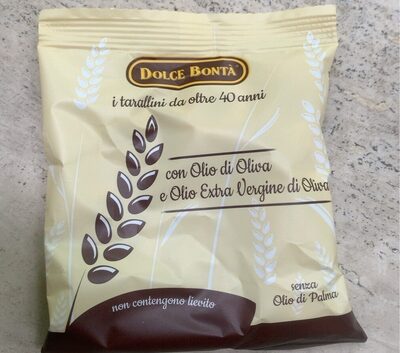 DOLCE BONTÀ
i tarallini da oltre 40 anni
con Olio di Oliva
e Olio Extra Vergine di Oliva
senza
Olio di Palma
non contengono lievito